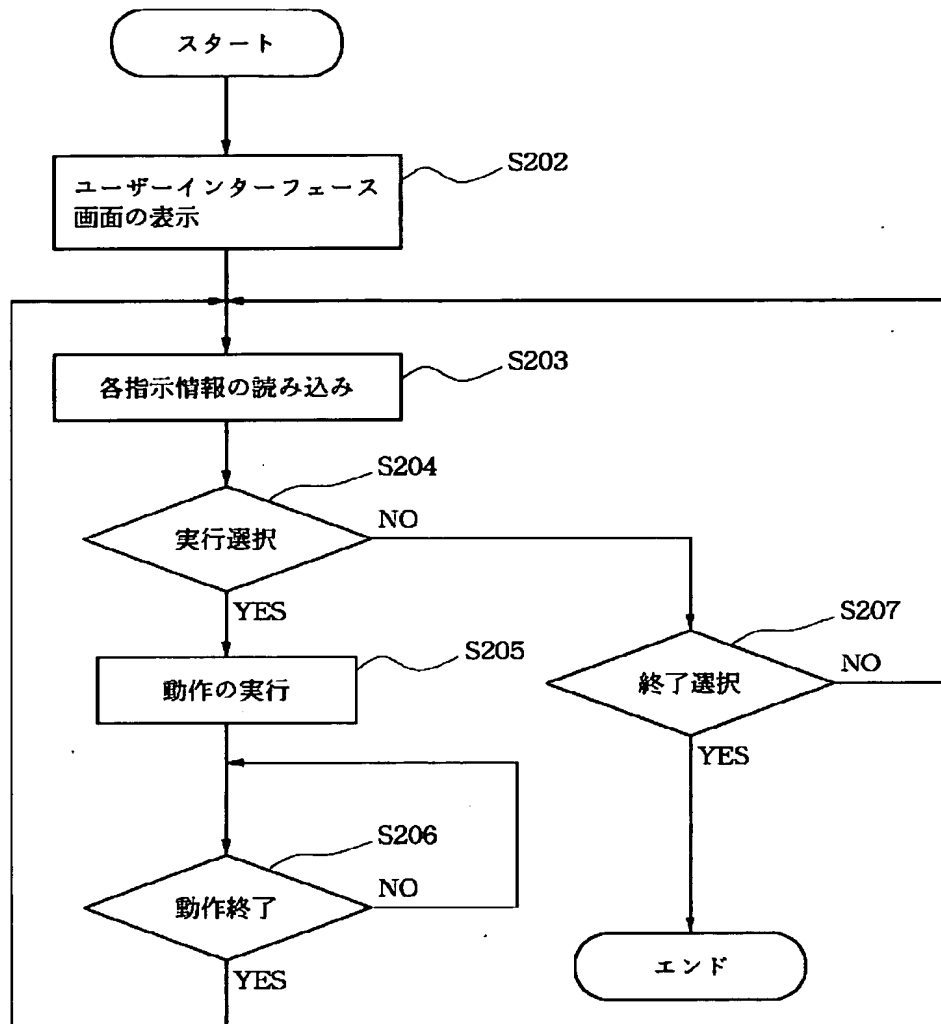 スタート
S202
ユーザーインターフェース
画面の表示
S203
各指示情報の読み込み
S204
実行選択
NO
YES
S205
動作の実行
S207
終了選択
NO
YES
S206
動作終了
NO
YES
エンド